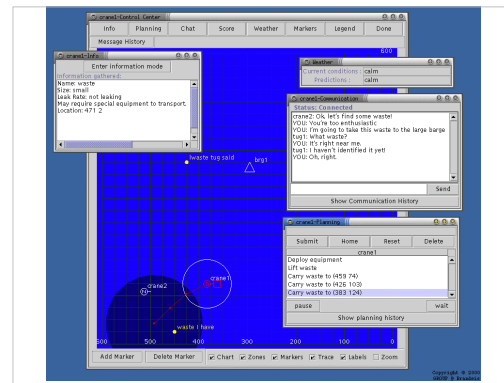 crane1-Control Center
Info Planning Chat Score Weather Markers Legend Done
Message History
600
crane1-Info
Enter information mode
Information gathered:
Name: waste
Size: small
Leak Rate: not leaking
May require special equipment to transport.
Location: 471 2
Weather
Current conditions : calm
Predictions : calm
crane1-Communication
Status: Connected
crane2: Ok, let's find some waste!
YOU: You're too enthusiastic
YOU: I'm going to take this waste to the large barge
tug1: What waste?
YOU: It's right near me.
tug1: I haven't identified it yet!
YOU: Oh, right.
Send
Show Communication History
lwaste tug said
brg1
crane1
crane2
waste I have
crane1-Planning
Submit Home Reset Delete
crane1
Deploy equipment
Lift waste
Carry waste to (459 74)
Carry waste to (426 103)
Carry waste to (383 124)
pause wait
Show planning history
600 500 400 300 200 100 0
Add Marker Delete Marker Chart Zones Markers Trace Labels Zoom
Copyright © 2000
GROUP @ Brandeis